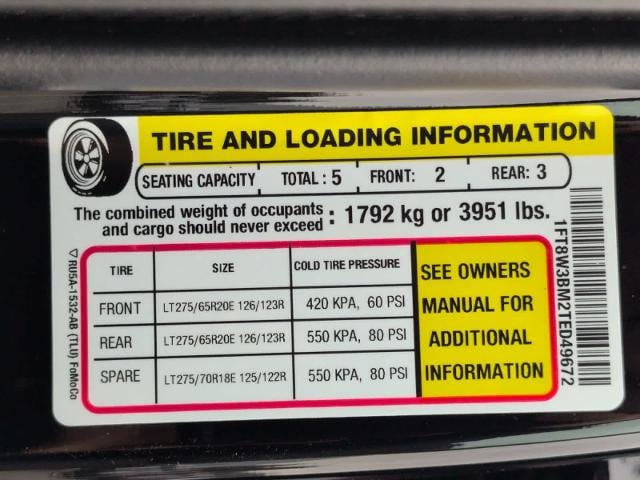 TIRE AND LOADING INFORMATION
SEATING CAPACITY TOTAL: 5 FRONT: 2 REAR: 3
The combined weight of occupants and cargo should never exceed : 1792 kg or 3951 lbs.
TIRE SIZE COLD TIRE PRESSURE
FRONT LT275/65R20E 126/123R 420 KPA, 60 PSI
REAR LT275/65R20E 126/123R 550 KPA, 80 PSI
SPARE LT275/70R18E 125/122R 550 KPA, 80 PSI
SEE OWNERS
MANUAL FOR
ADDITIONAL
INFORMATION
1FT8W3BM2TED49672
RU5A-1532-AB (TLU) FoMoCo